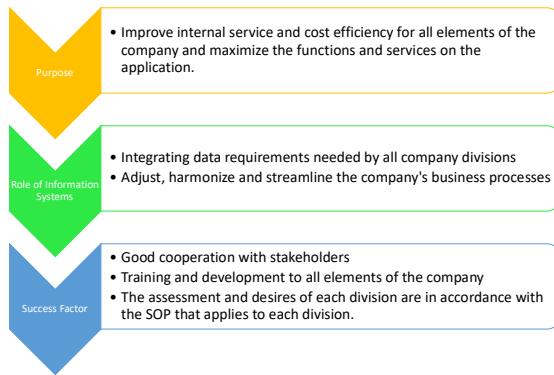 Purpose
• Improve internal service and cost efficiency for all elements of the
company and maximize the functions and services on the
application.
Role of Information
Systems
• Integrating data requirements needed by all company divisions
• Adjust, harmonize and streamline the company's business processes
Success Factor
• Good cooperation with stakeholders
• Training and development to all elements of the company
• The assessment and desires of each division are in accordance with
the SOP that applies to each division.